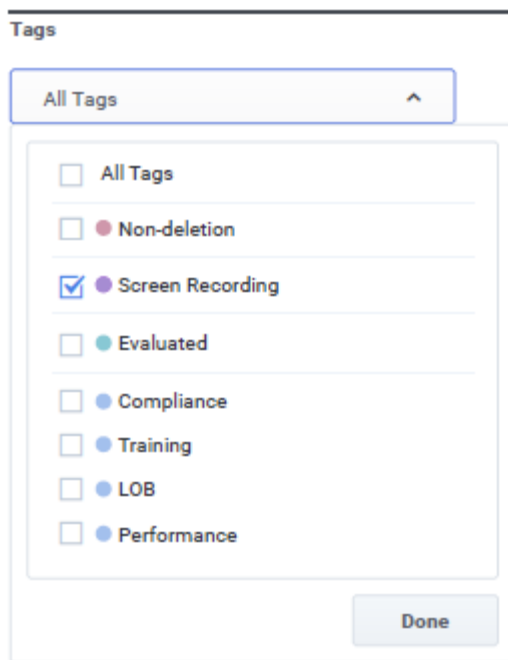 Tags
All Tags
All Tags
Non-deletion
Screen Recording
Evaluated
Compliance
Training
LOB
Performance
Done